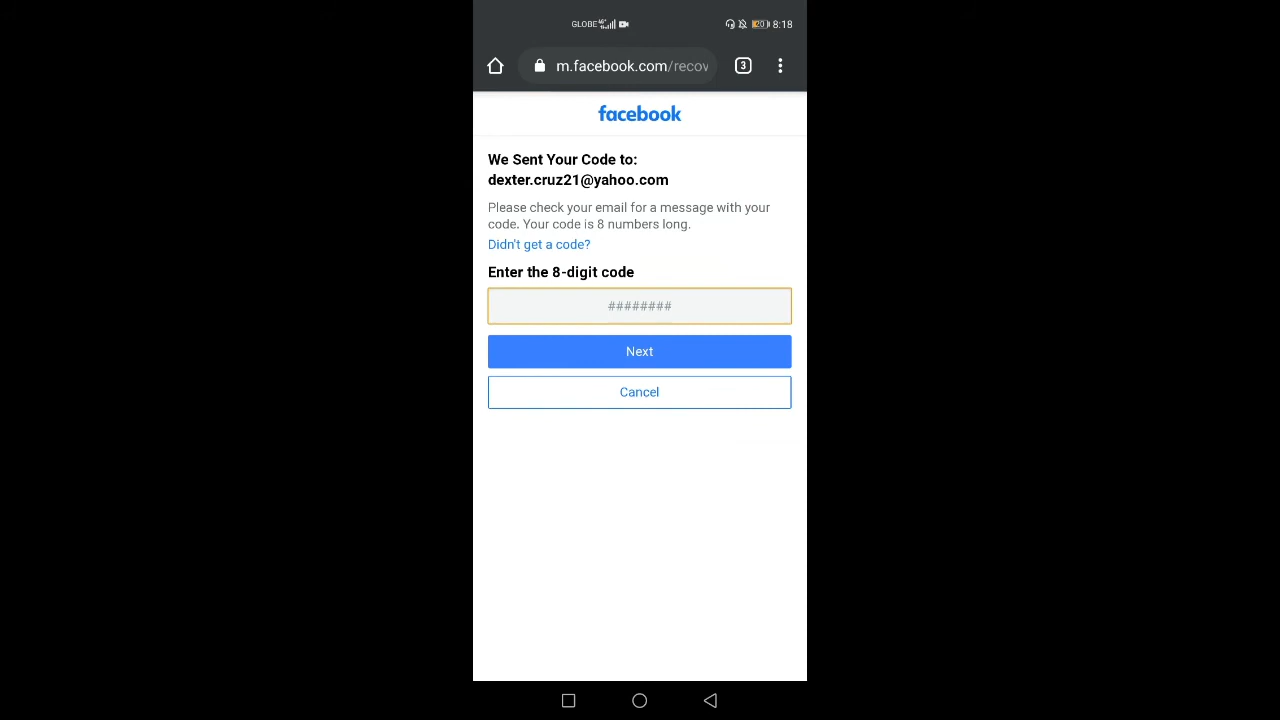 GLOBE 20 8:18
m.facebook.com/recov 3
facebook
We Sent Your Code to:
dexter.cruz21@yahoo.com
Please check your email for a message with your
code. Your code is 8 numbers long.
Didn't get a code?
Enter the 8-digit code
########
Next
Cancel